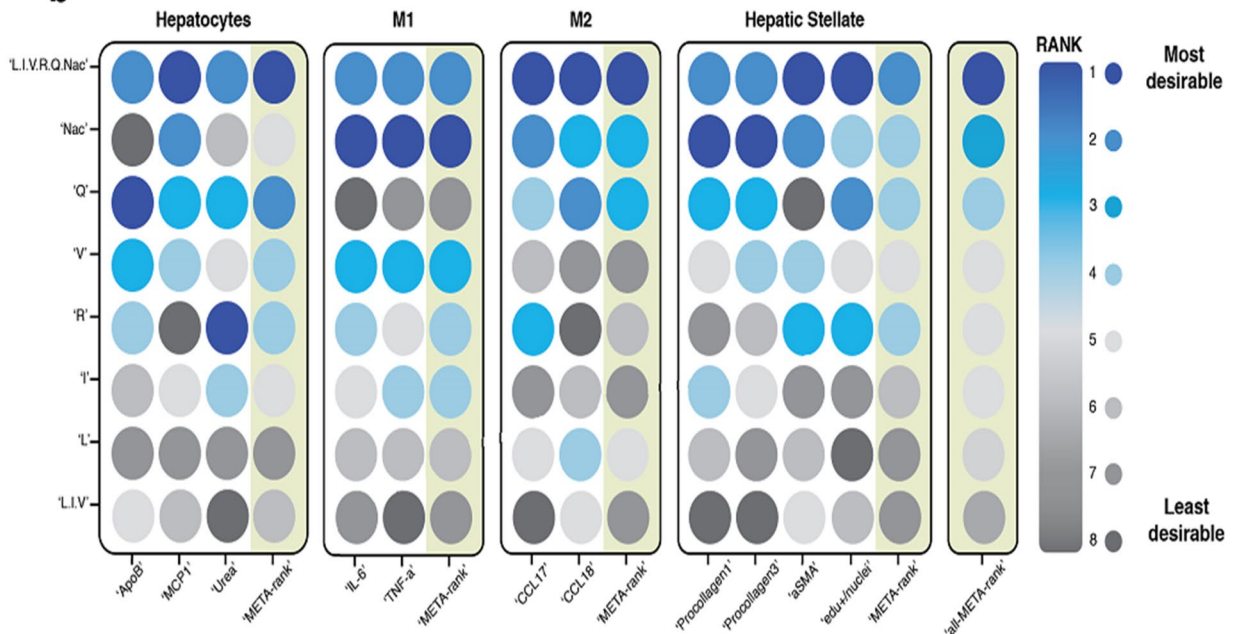 Hepatocytes M1 M2 Hepatic Stellate
RANK
Most
desirable
'L.I.V.R.Q.Nac'
'Nac'
'Q'
'V'
'R'
'I'
'L'
'L.I.V'
1
2
3
4
5
6
7
8
Least
desirable
'ApoB' 'MCP1' 'Urea' 'META-rank' 'IL-6' 'TNF-a' 'META-rank' 'CCL17' 'CCL18' 'META-rank' 'Procollagen1' 'Procollagen3' 'aSMA' 'edu+/nuclei' 'META-rank' 'all-META-rank'